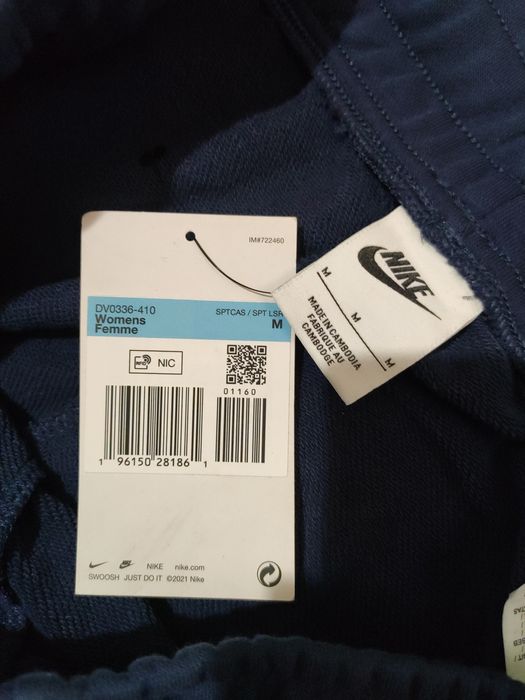 IM#722460
DV0336-410
Womens
Femme
SPTCAS / SPT LSR
M
NIC
01160
1 96150 28186 1
NIKE nike.com
SWOOSH JUST DO IT ©2021 Nike
NIKE
M M M
MADE IN CAMBODIA
FABRIQUÉ AU
CAMBODGE